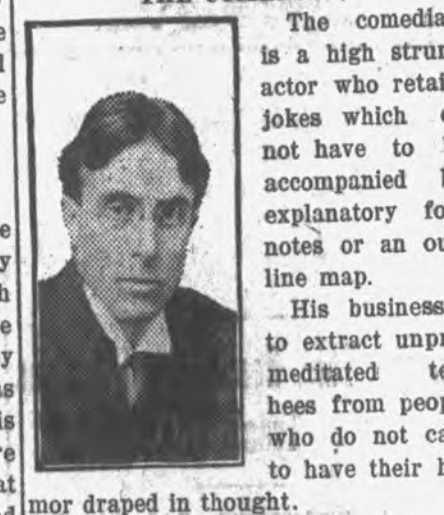 The comedia
is a high strun
actor who retai
jokes which
not have to
accompanied
explanatory fo
notes or an ou
line map.
His business
to extract unpr
meditated te
hees from peop
who do not ca
to have their h
mor draped in thought.